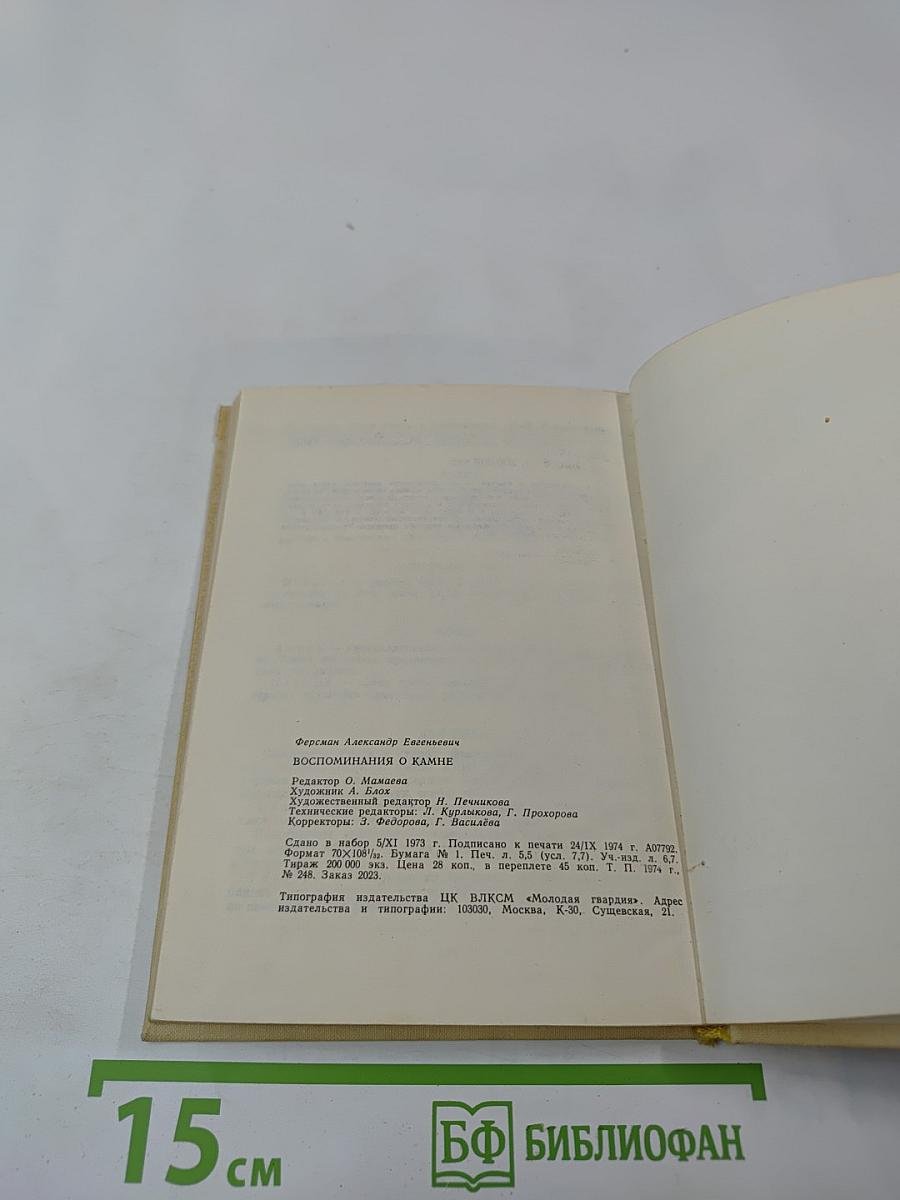 Ферсман Александр Евгеньевич
ВОСПОМИНАНИЯ О КАМНЕ
Редактор О. Мамаева
Художник А. Блох
Художественный редактор Н. Печникова
Технические редакторы: Л. Курлыкова, Г. Прохорова
Корректоры: З. Федорова, Г. Василёва
Сдано в набор 5/XI 1973 г. Подписано к печати 24/IX 1974 г. А07792.
Формат 70×108¹/₃₂. Бумага № 1. Печ. л. 5,5 (усл. 7,7). Уч.-изд. л. 6,7.
Тираж 200 000 экз. Цена 28 коп., в переплете 45 коп. Т. П. 1974 г.,
№ 248. Заказ 2023.
Типография издательства ЦК ВЛКСМ «Молодая гвардия». Адрес
издательства и типографии: 103030, Москва, К-30, Сущевская, 21.
15 см
БФ БИБЛИОФАН